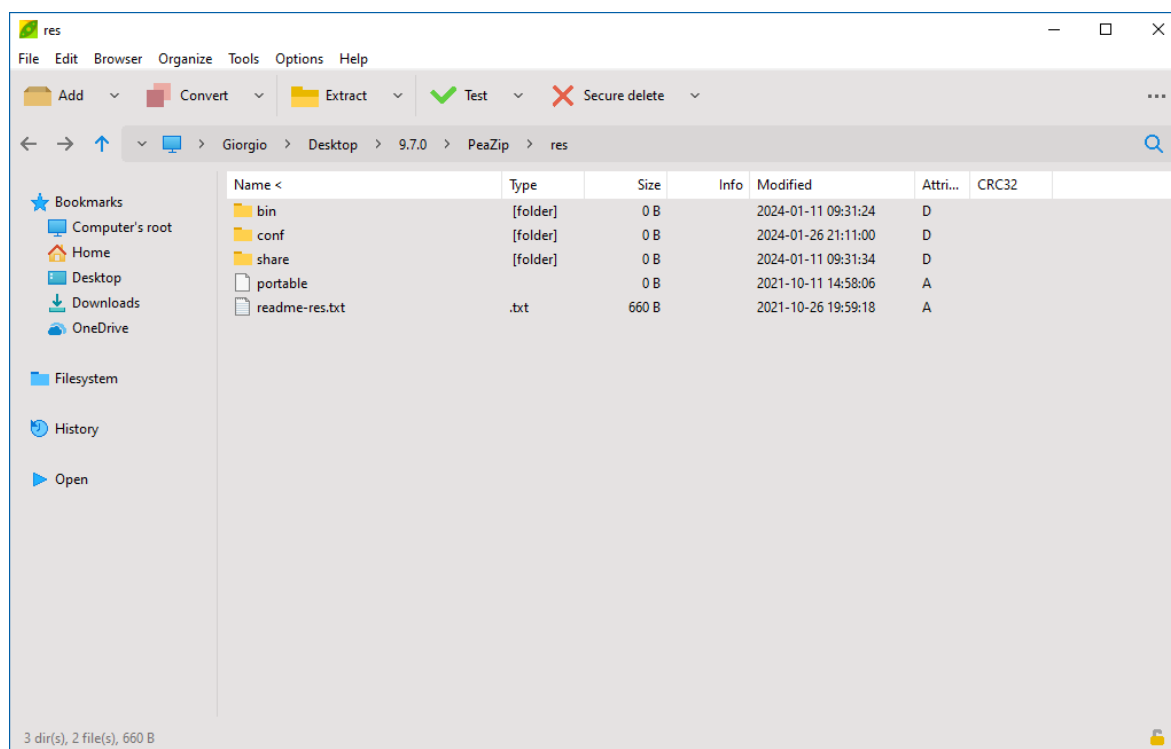 res
File Edit Browser Organize Tools Options Help
Add Convert Extract Test Secure delete
Giorgio > Desktop > 9.7.0 > PeaZip > res
Name < Type Size Info Modified Attri... CRC32
Bookmarks
Computer's root
Home
Desktop
Downloads
OneDrive
Filesystem
History
Open
bin [folder] 0 B 2024-01-11 09:31:24 D
conf [folder] 0 B 2024-01-26 21:11:00 D
share [folder] 0 B 2024-01-11 09:31:34 D
portable 0 B 2021-10-11 14:58:06 A
readme-res.txt .txt 660 B 2021-10-26 19:59:18 A
3 dir(s), 2 file(s), 660 B